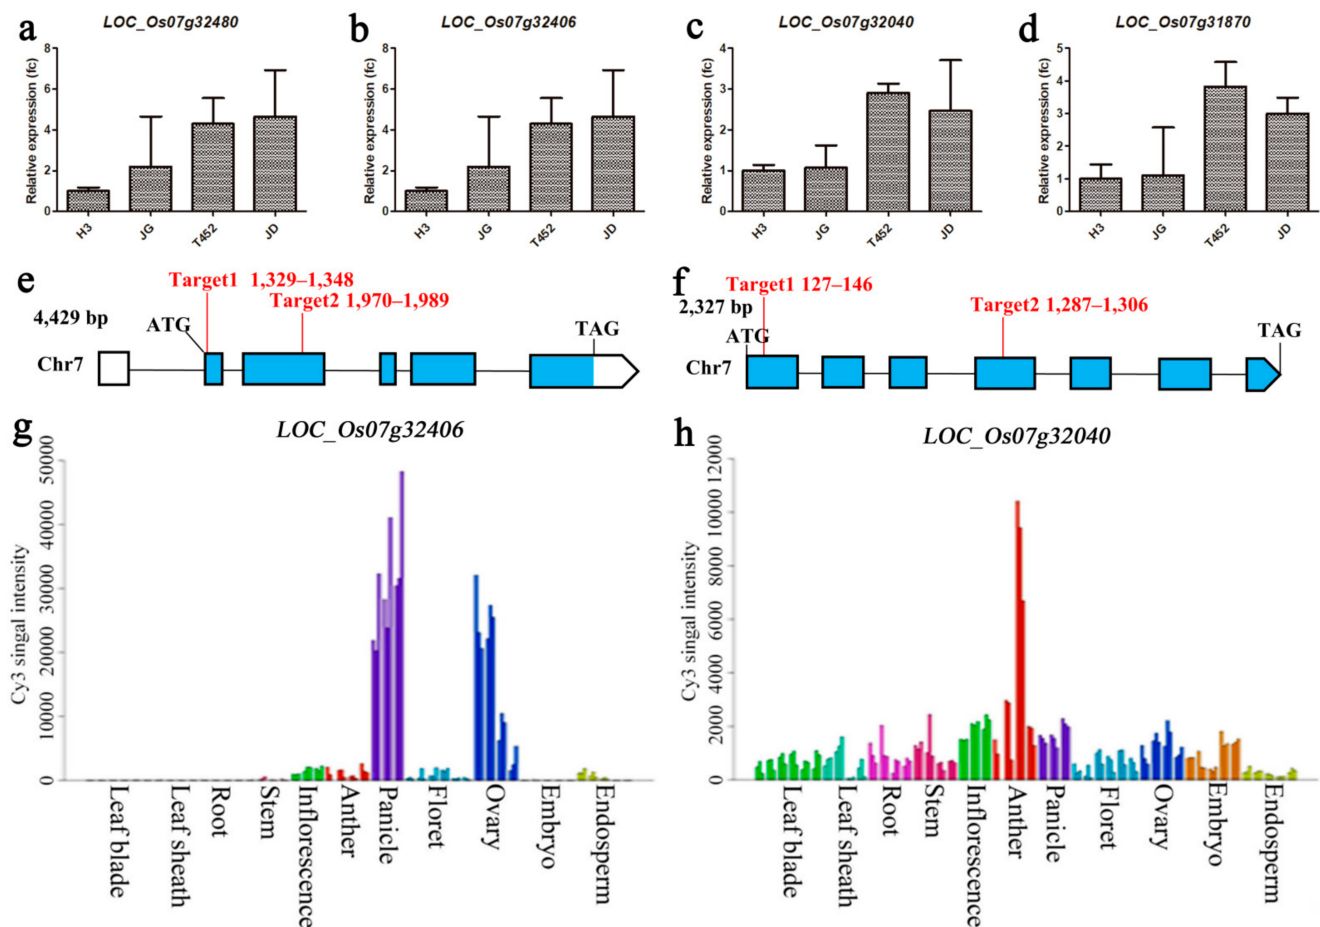 a
LOC_Os07g32480
Relative expression (fc)
8
6
4
2
0
H3
JG
T452
JD
b
LOC_Os07g32406
Relative expression (fc)
8
6
4
2
0
H3
JG
T452
JD
c
LOC_Os07g32040
Relative expression (fc)
4
3
2
1
0
H3
JG
T452
JD
d
LOC_Os07g31870
Relative expression (fc)
5
4
3
2
1
0
H3
JG
T452
JD
e
Target1 1,329–1,348
Target2 1,970–1,989
4,429 bp
ATG
TAG
Chr7
f
Target1 127–146
2,327 bp
Target2 1,287–1,306
ATG
TAG
Chr7
g
LOC_Os07g32406
Cy3 singal intensity
50000
40000
30000
20000
10000
0
Leaf blade
Leaf sheath
Root
Stem
Inflorescence
Anther
Panicle
Floret
Ovary
Embryo
Endosperm
h
LOC_Os07g32040
Cy3 singal intensity
12000
10000
8000
6000
4000
2000
0
Leaf blade
Leaf sheath
Root
Stem
Inflorescence
Anther
Panicle
Floret
Ovary
Embryo
Endosperm